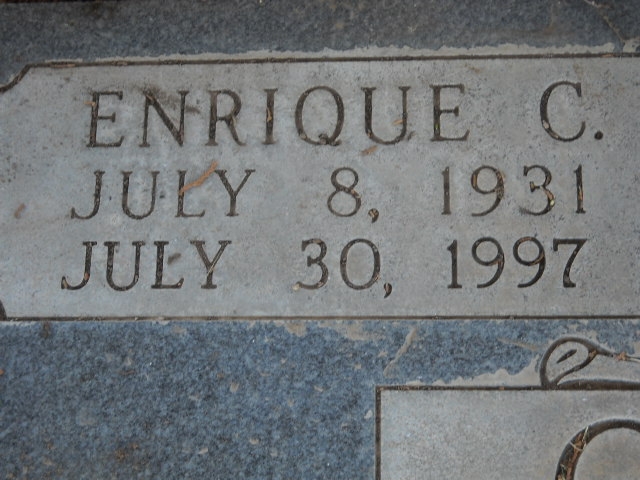 ENRIQUE C.
JULY 8, 1931
JULY 30, 1997